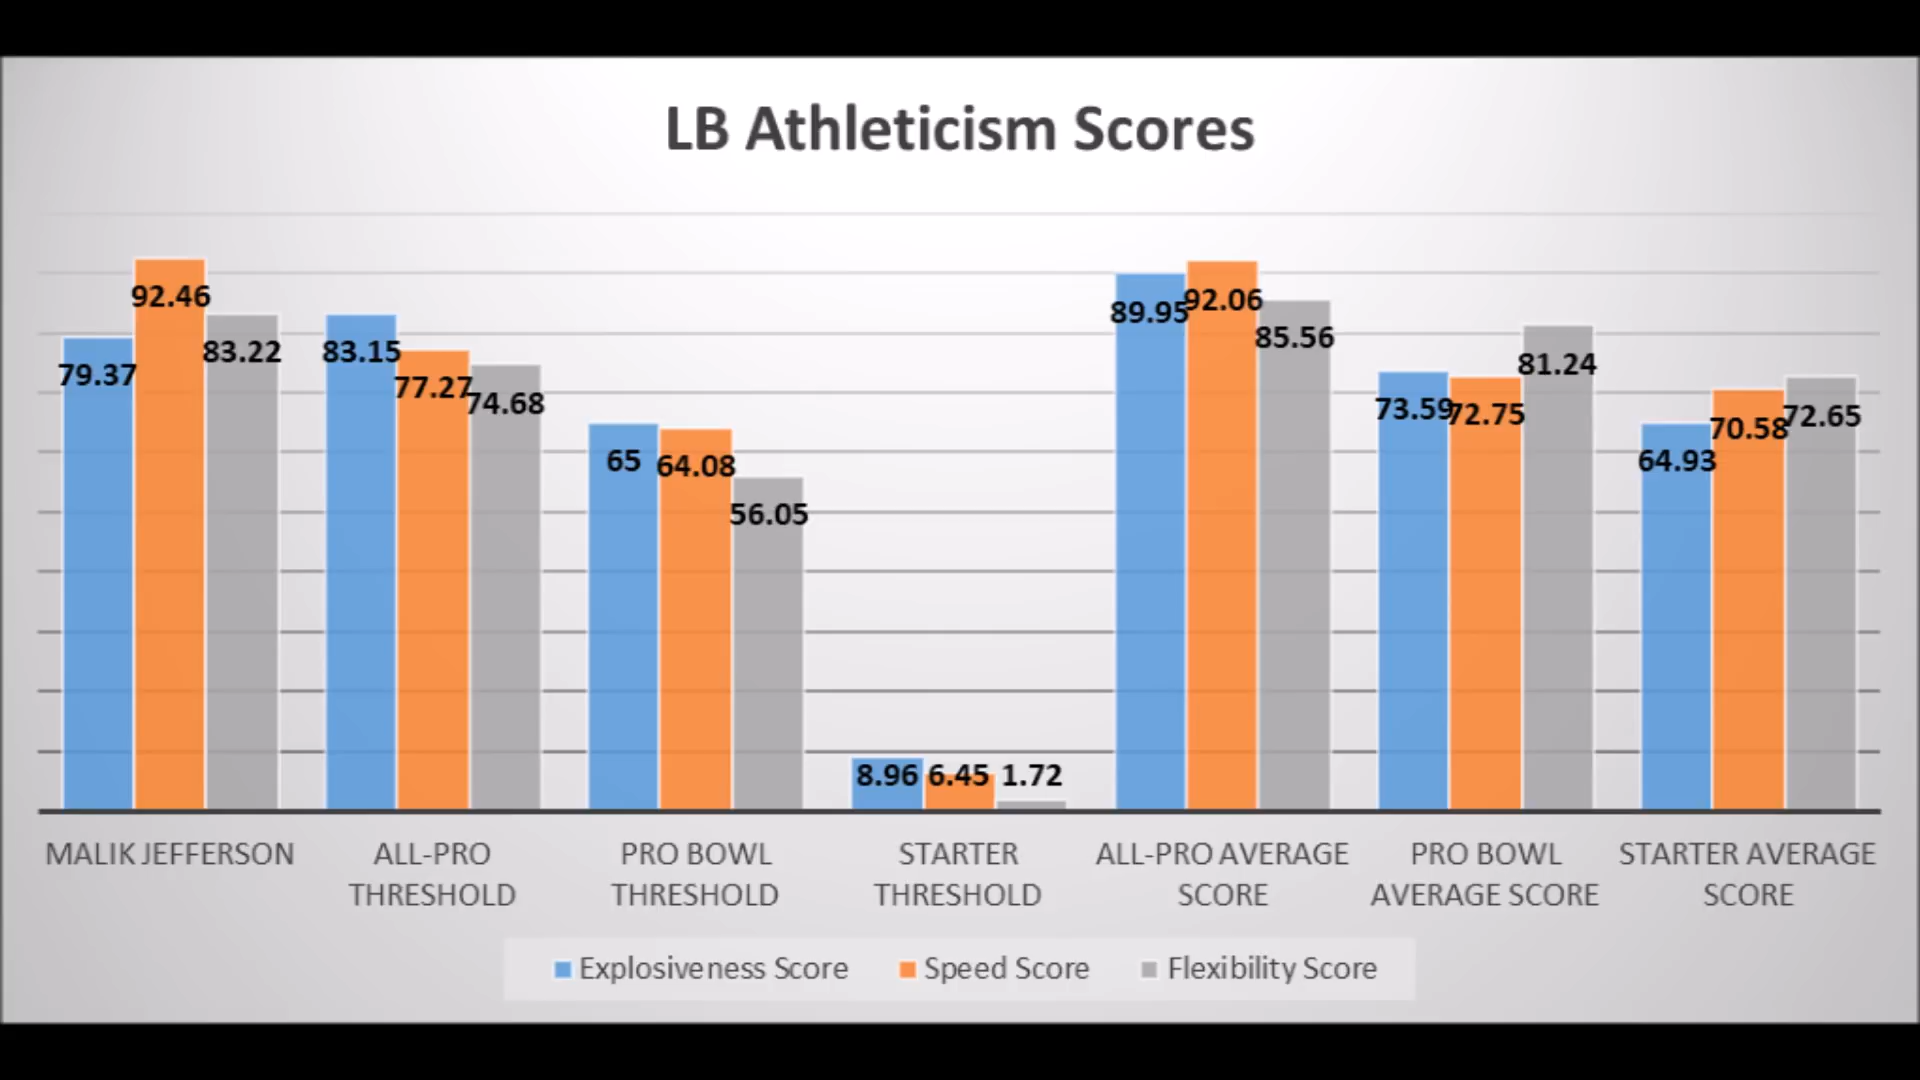 LB Athleticism Scores
79.37
92.46
83.22
83.15
77.27
74.68
65
64.08
56.05
8.96
6.45
1.72
89.95
92.06
85.56
73.59
72.75
81.24
64.93
70.58
72.65
MALIK JEFFERSON
ALL-PRO
THRESHOLD
PRO BOWL
THRESHOLD
STARTER
THRESHOLD
ALL-PRO AVERAGE
SCORE
PRO BOWL
AVERAGE SCORE
STARTER AVERAGE
SCORE
Explosiveness Score
Speed Score
Flexibility Score